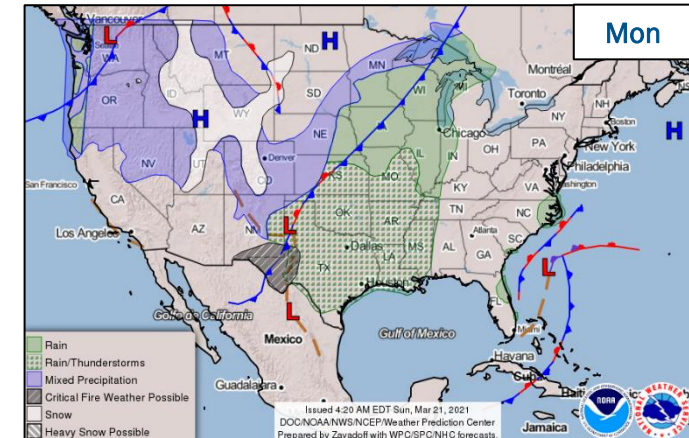 Mon
Vancouver
Seattle
L
WA
MT
ND
H
MN
Montréal
OR
ID
H
WY
SD
WI
MI
Toronto
NH
Boston
NY
H
NV
UT
Denver
CO
NE
IA
Chicago
IL
IN
OH
PA
New York
Philadelphia
San Francisco
CA
KS
MO
KY
VA
Washington
Los Angeles
AZ
NM
L
OK
AR
TN
NC
Atlanta
SC
Dallas
TX
LA
MS
AL
GA
L
Houston
FL
L
Miami
Golfo de California
Mexico
Gulf of Mexico
Havana
Cuba
Guadalajara
Jamaica
Rain
Rain/Thunderstorms
Mixed Precipitation
Critical Fire Weather Possible
Snow
Heavy Snow Possible
Issued 4:20 AM EDT Sun, Mar 21, 2021
DOC/NOAA/NWS/NCEP/Weather Prediction Center
Prepared by Zavadoff with WPC/SPC/NHC forecasts.
NOAA